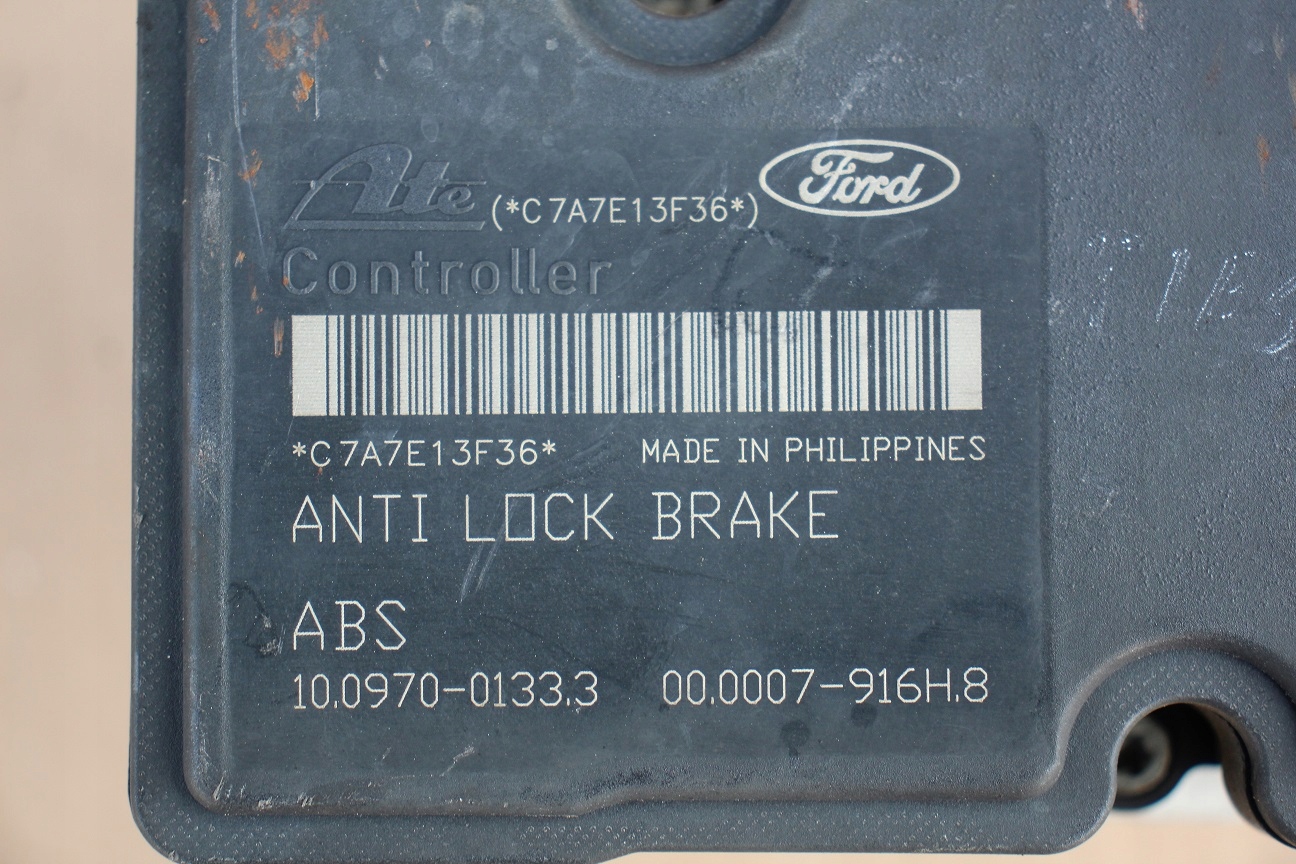 Ate (*C7A7E13F36*) Ford
Controller
*C7A7E13F36* MADE IN PHILIPPINES
ANTI LOCK BRAKE
ABS
10.0970-0133.3 00.0007-916H.8